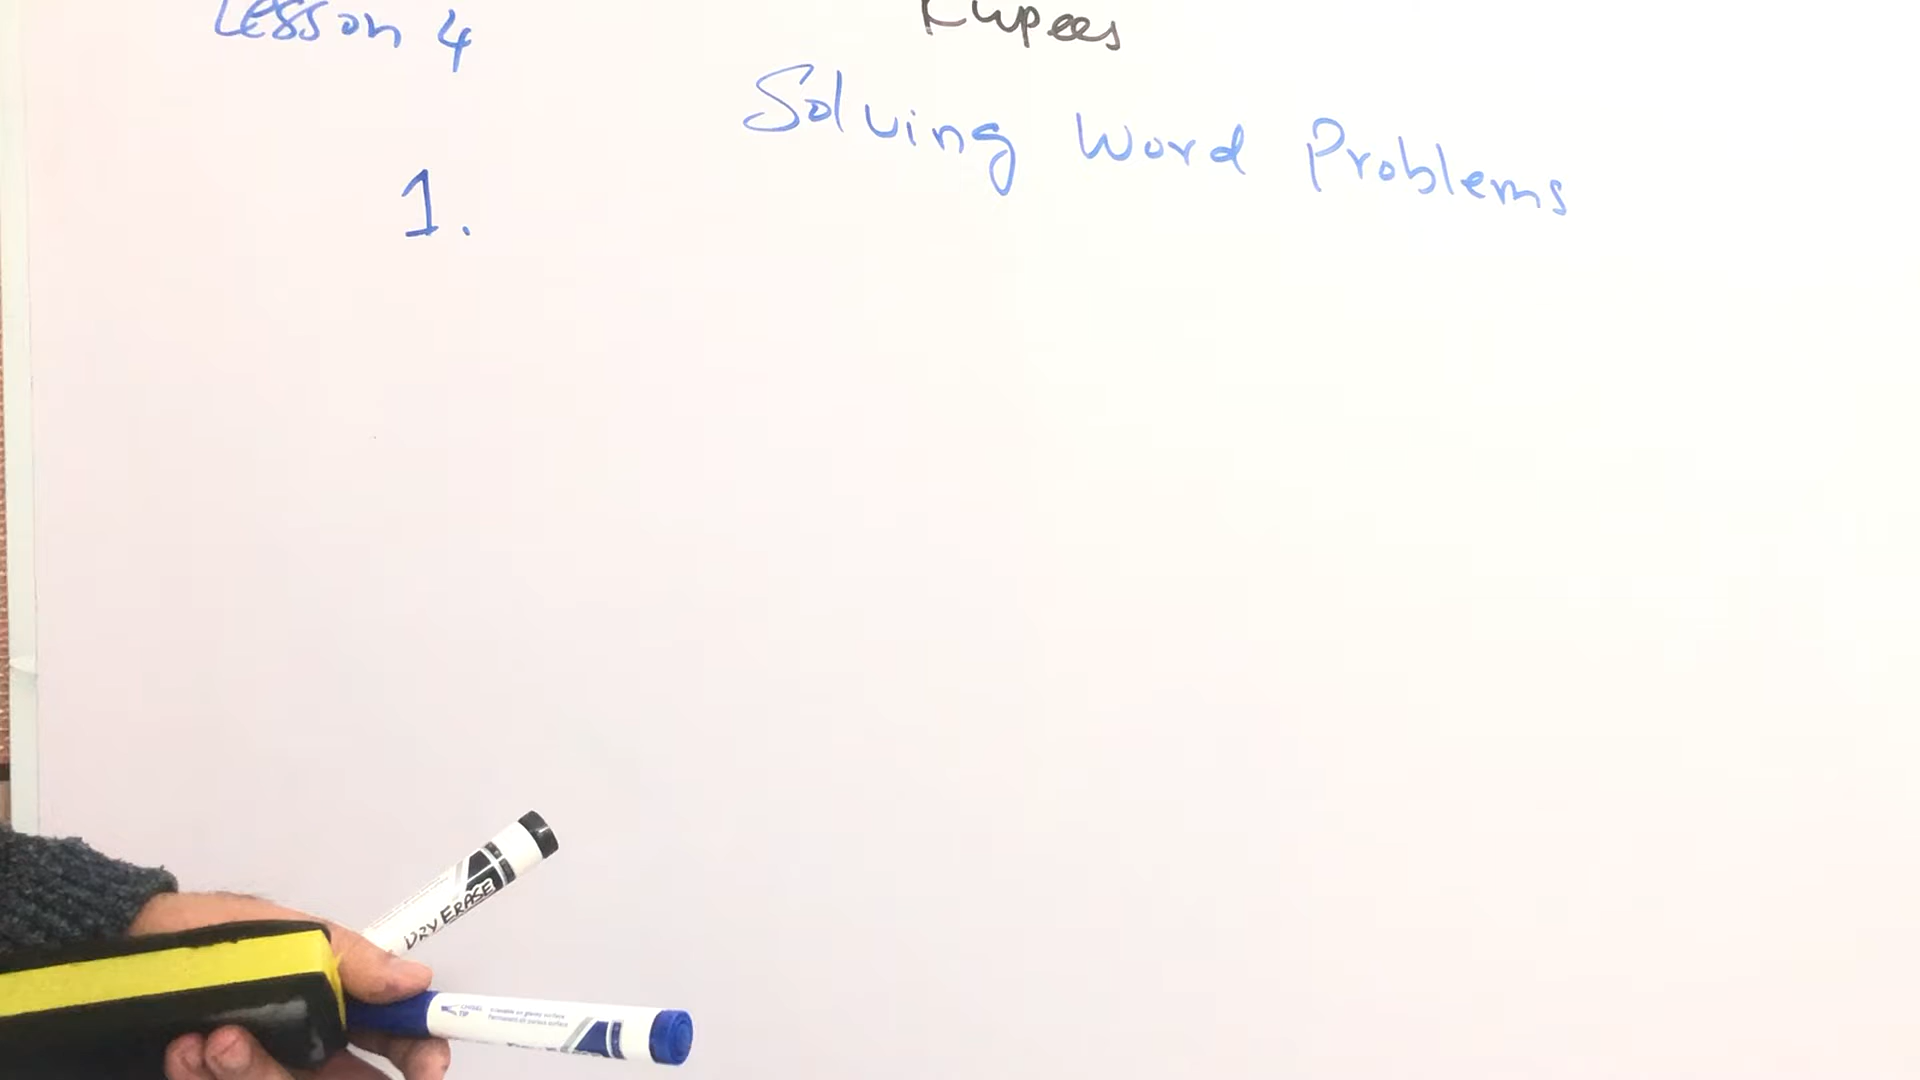 Lesson 4
Rupees
Solving Word Problems
1.
DRY ERASE